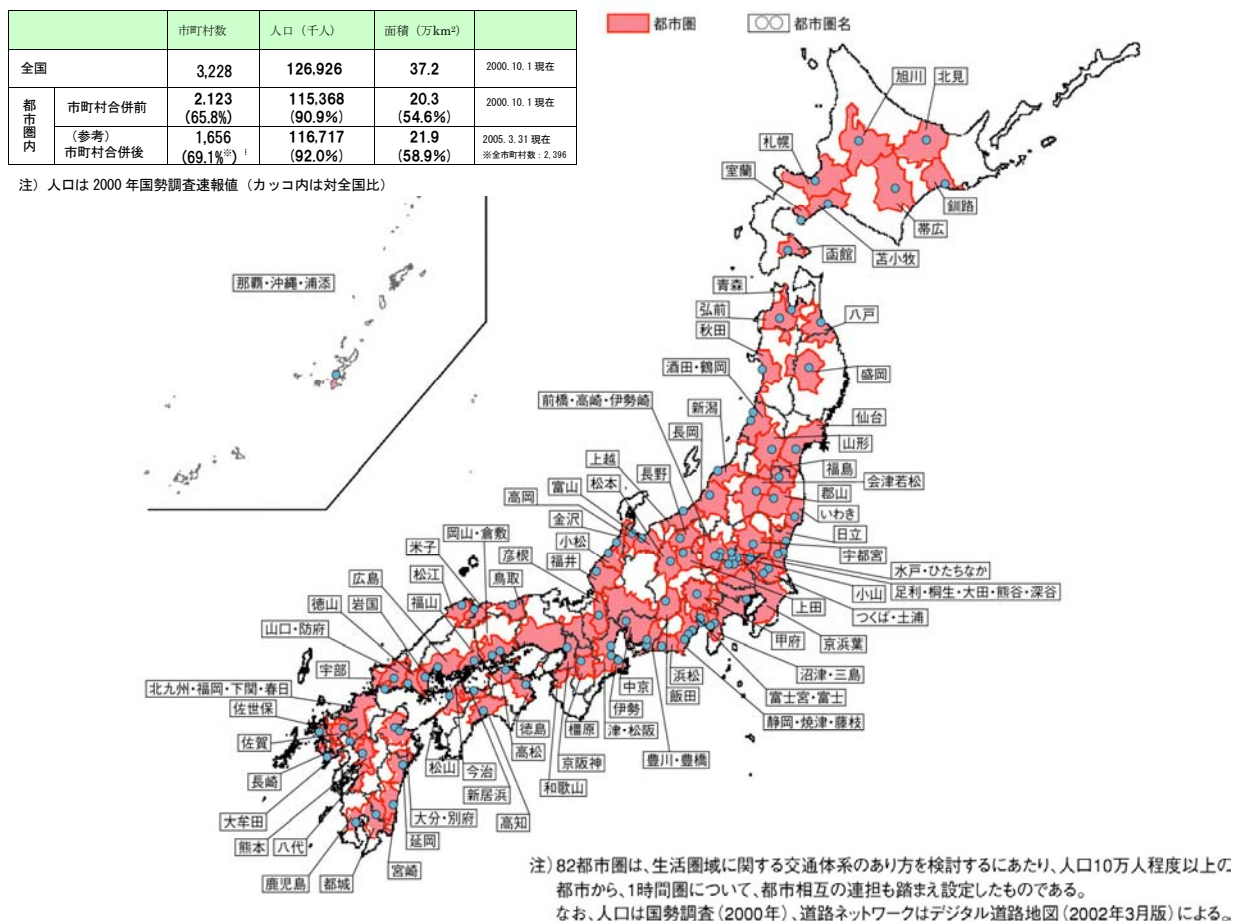 市町村数 人口（千人） 面積（万km²）
全国 3,228 126,926 37.2 2000.10.1現在
都市圏内
市町村合併前 2.123 (65.8%) 115,368 (90.9%) 20.3 (54.6%) 2000.10.1現在
（参考）市町村合併後 1,656 (69.1%※) 116,717 (92.0%) 21.9 (58.9%) 2005.3.31現在 ※全市町村数：2,396
注）人口は2000年国勢調査速報値（カッコ内は対全国比）
都市圏
○○ 都市圏名
旭川
北見
札幌
室蘭
釧路
帯広
苫小牧
函館
那覇・沖縄・浦添
青森
弘前
八戸
秋田
酒田・鶴岡
盛岡
前橋・高崎・伊勢崎
新潟
仙台
長岡
山形
上越
長野
福島
会津若松
富山
松本
郡山
高岡
いわき
金沢
日立
岡山・倉敷
小松
宇都宮
米子
彦根
福井
水戸・ひたちなか
広島
松江
鳥取
小山
足利・桐生・大田・熊谷・深谷
徳山
岩国
福山
上田
つくば・土浦
山口・防府
甲府
京浜葉
宇部
浜松
沼津・三島
北九州・福岡・下関・春日
中京
飯田
富士宮・富士
佐世保
伊勢
静岡・焼津・藤枝
佐賀
徳島
橿原
津・松阪
高松
京阪神
豊川・豊橋
長崎
松山
今治
和歌山
新居浜
大牟田
大分・別府
高知
熊本
八代
延岡
宮崎
鹿児島
都城
注）82都市圏は、生活圏域に関する交通体系のあり方を検討するにあたり、人口10万人程度以上の
都市から、1時間圏について、都市相互の連担も踏まえ設定したものである。
なお、人口は国勢調査（2000年）、道路ネットワークはデジタル道路地図（2002年3月版）による。